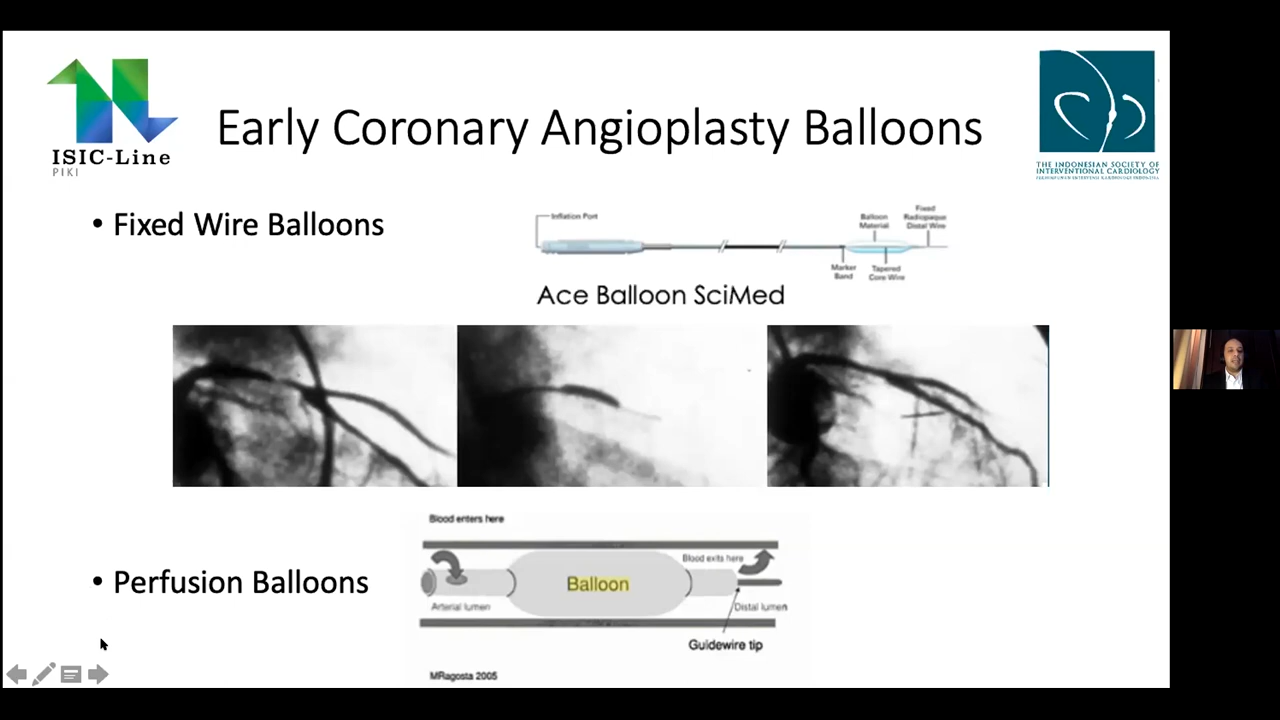 ISIC-Line
PIKI
Early Coronary Angioplasty Balloons
THE INDONESIAN SOCIETY OF
INTERVENTIONAL CARDIOLOGY
• Fixed Wire Balloons
Inflation Port
Balloon
Material
Fixed
Radiopaque
Distal Wire
Marker
Band
Tapered
Core Wire
Ace Balloon SciMed
• Perfusion Balloons
Blood enters here
Blood exits here
Balloon
Arterial lumen
Distal lumen
Guidewire tip
MRagosta 2005